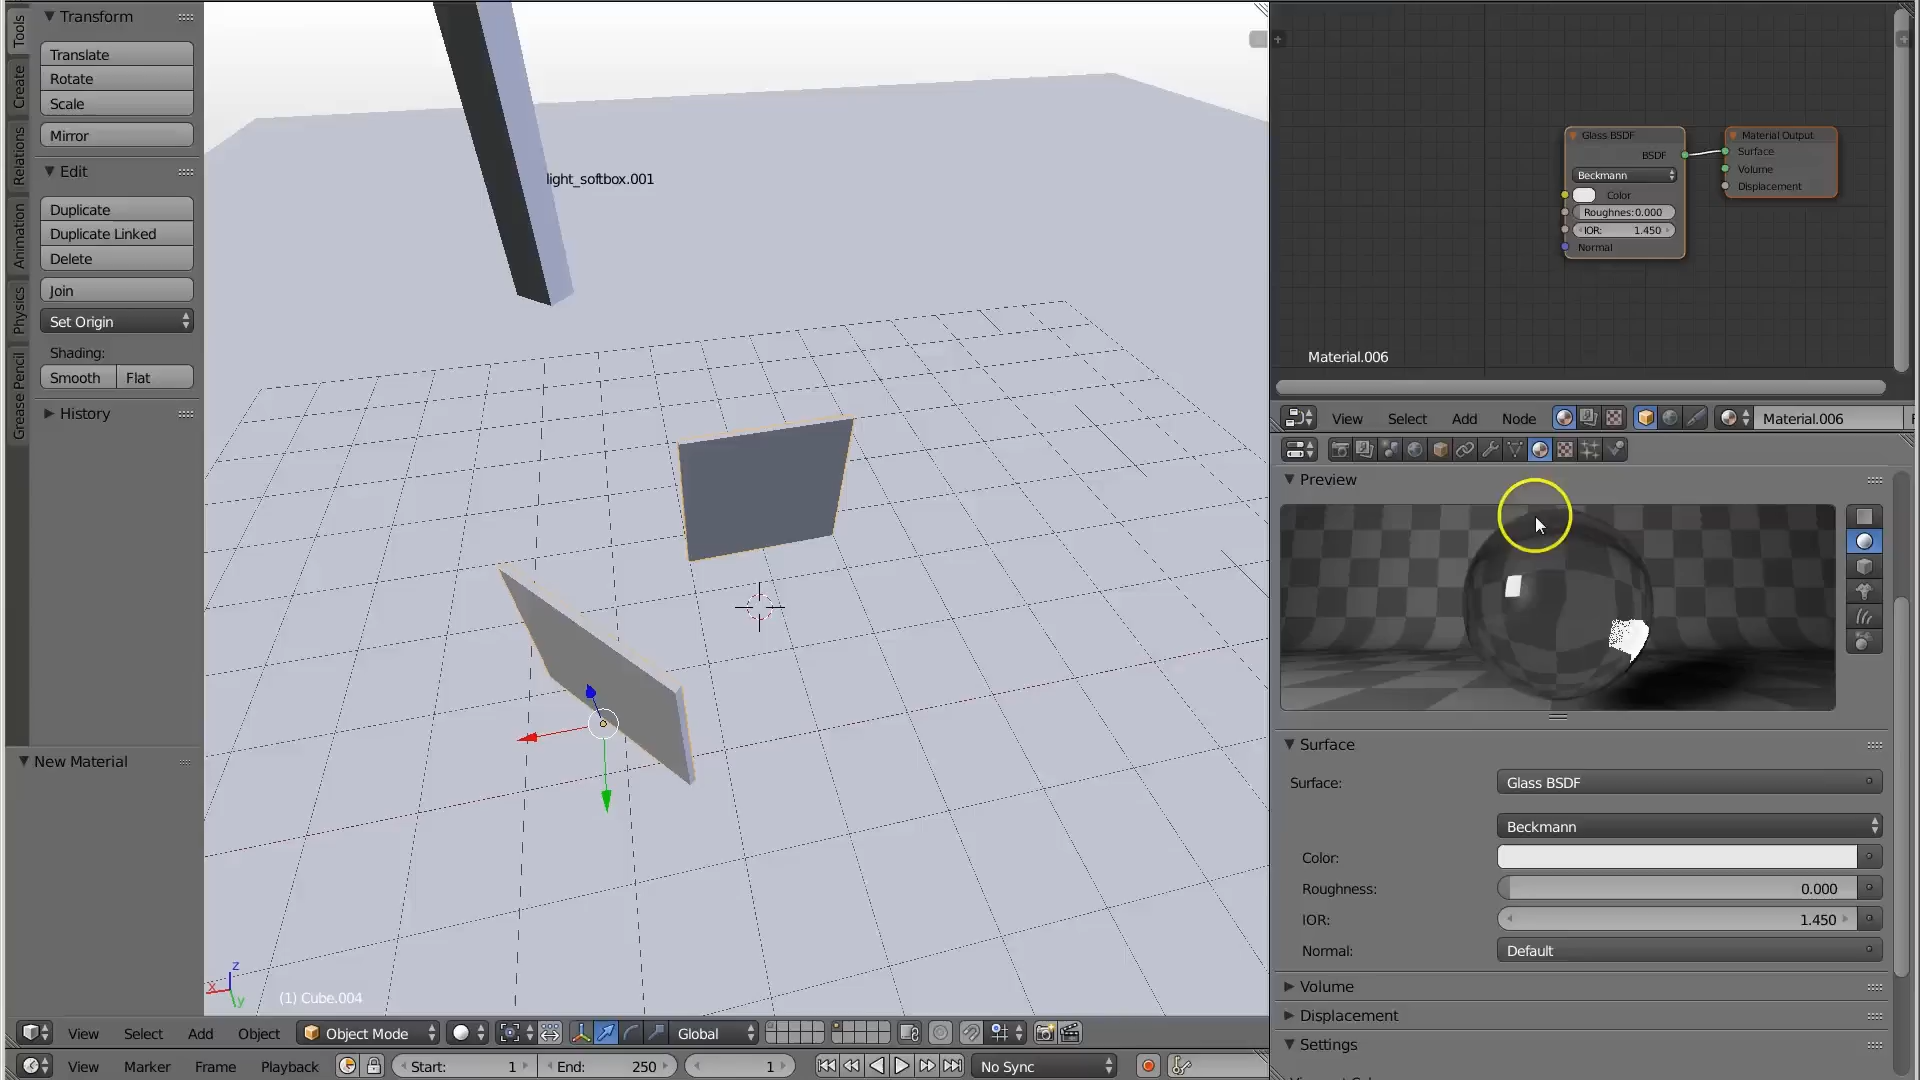 Transform
Tools
Translate
Rotate
Scale
Create
Mirror
Relations
Edit
Duplicate
Duplicate Linked
Delete
Animation
Join
Set Origin
Physics
Shading:
Smooth Flat
Grease Pencil
History
New Material
light_softbox.001
z
x
y
(1) Cube.004
View Select Add Object Object Mode Global
View Marker Frame Playback Start: 1 End: 250 1 No Sync
Glass BSDF
BSDF
Beckmann
Color
Roughnes:0.000
IOR: 1.450
Normal
Material Output
Surface
Volume
Displacement
Material.006
View Select Add Node Material.006 F
Preview
Surface
Surface: Glass BSDF
Beckmann
Color:
Roughness: 0.000
IOR: 1.450
Normal: Default
Volume
Displacement
Settings